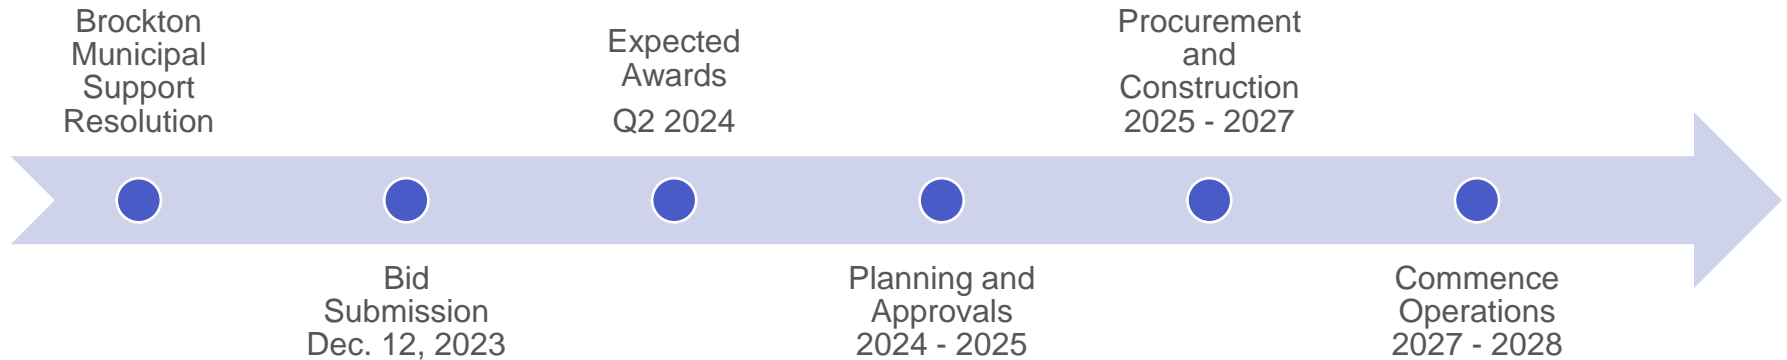 Brockton
Municipal
Support
Resolution
Bid
Submission
Dec. 12, 2023
Expected
Awards
Q2 2024
Planning and
Approvals
2024 - 2025
Procurement
and
Construction
2025 - 2027
Commence
Operations
2027 - 2028